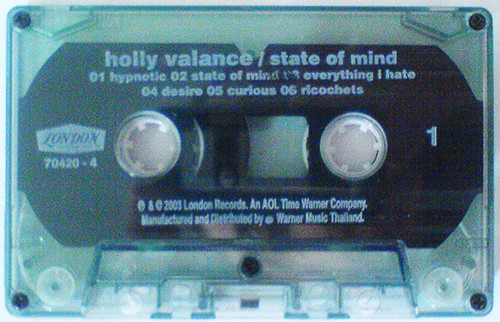 holly valance / state of mind
01 hypnotic 02 state of mind 03 everything I hate
04 desire 05 curious 06 ricochets
LONDON
70420 - 4
1
℗ & © 2003 London Records. An AOL Time Warner Company.
Manufactured and Distributed by Warner Music Thailand.